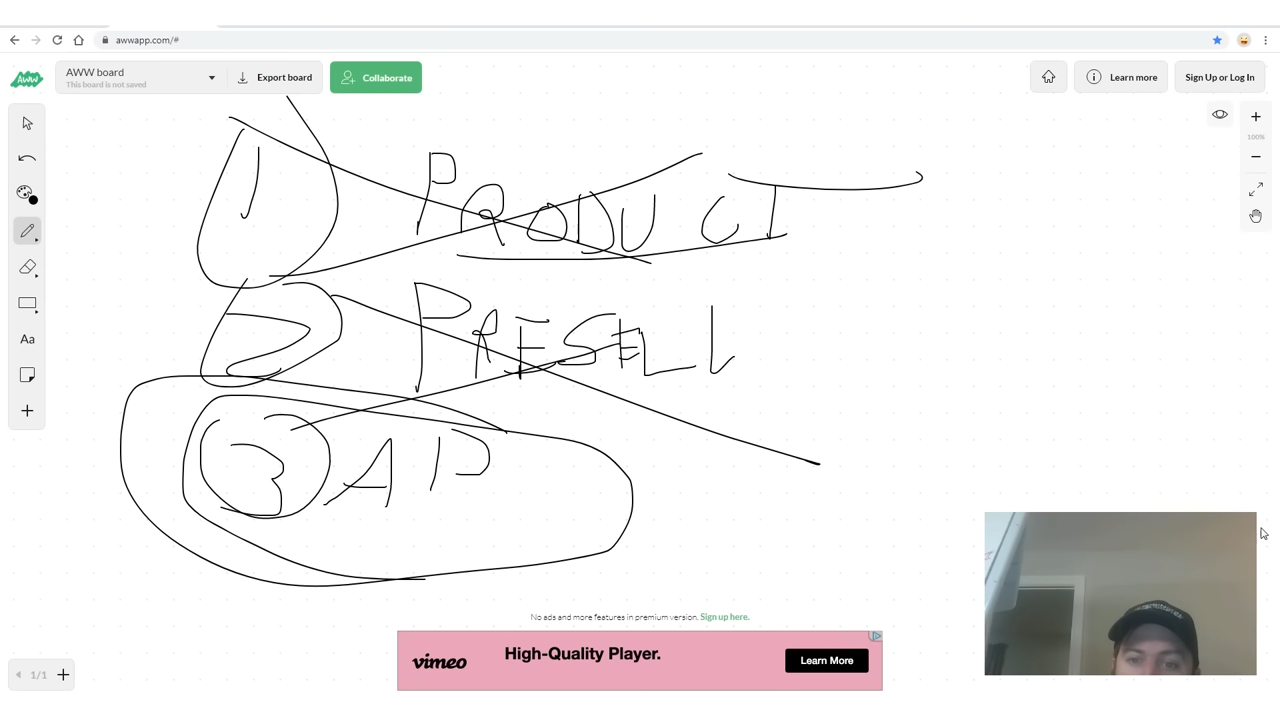 awwapp.com/#
AWW
AWW board
This board is not saved
Export board
Collaborate
Learn more
Sign Up or Log In
100%
1 PRODUCT
2 PRESELL
3 AP
Aa
No ads and more features in premium version. Sign up here.
vimeo
High-Quality Player.
Learn More
1/1